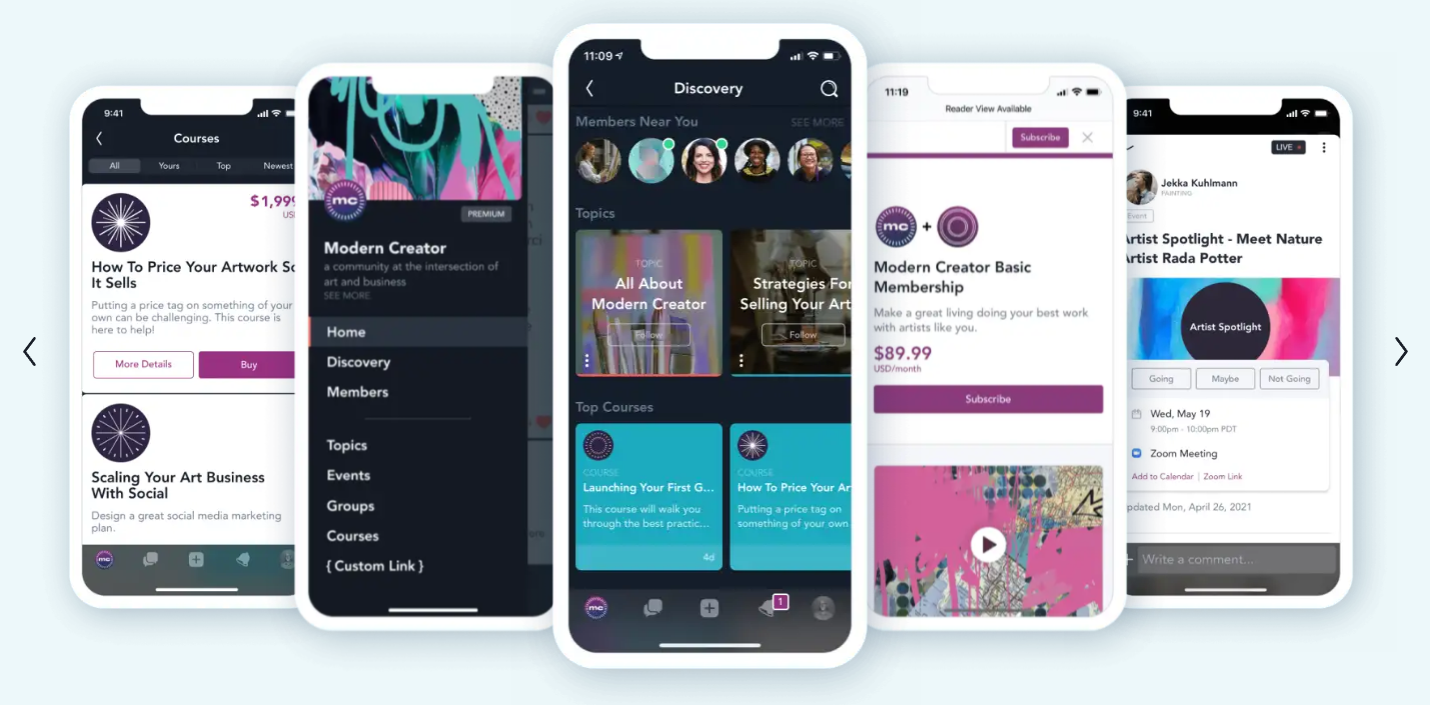 9:41
Courses
All Yours Top Newest
$1,999
How To Price Your Artwork So
It Sells
Putting a price tag on something of your
own can be challenging. This course is
here to help!
More Details Buy
Scaling Your Art Business
With Social
Design a great social media marketing
plan.
mc
mc
PREMIUM
Modern Creator
a community at the intersection of
art and business
SEE MORE
Home
Discovery
Members
Topics
Events
Groups
Courses
{ Custom Link }
11:09
Discovery
Members Near You SEE MORE
Topics
TOPIC
All About
Modern Creator
Follow
TOPIC
Strategies For
Selling Your Art
Follow
Top Courses
COURSE
Launching Your First G...
This course will walk you
through the best practic...
4d
COURSE
How To Price Your Ar
Putting a price tag on
something of your own
mc
1
11:19
Reader View Available
Subscribe
mc +
Modern Creator Basic
Membership
Make a great living doing your best work
with artists like you.
$89.99
USD/month
Subscribe
9:41
LIVE
Jekka Kuhlmann
PAINTING
Event
Artist Spotlight - Meet Nature
Artist Rada Potter
Artist Spotlight
Going Maybe Not Going
Wed, May 19
9:00pm - 10:00pm PDT
Zoom Meeting
Add to Calendar | Zoom Link
pdated Mon, April 26, 2021
Write a comment...